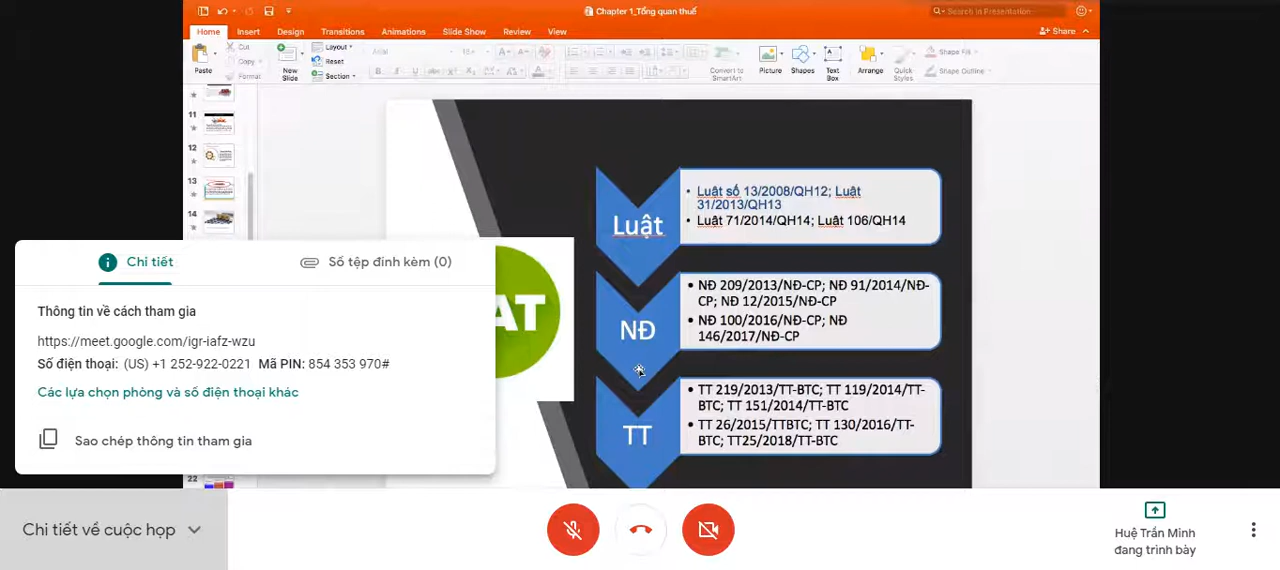 Chapter 1_Tổng quan thuế
Search in Presentation
Home Insert Design Transitions Animations Slide Show Review View
Share
Paste
Cut
Copy
Format
New
Slide
Layout
Reset
Section
Arial
Convert to
SmartArt
Picture
Shapes
Text
Box
Arrange
Quick
Styles
Shape Fill
Shape Outline
11
12
13
14
22
AT
Luật
• Luật số 13/2008/QH12; Luật
31/2013/QH13
• Luật 71/2014/QH14; Luật 106/QH14
NĐ
• NĐ 209/2013/NĐ-CP; NĐ 91/2014/NĐ-
CP; NĐ 12/2015/NĐ-CP
• NĐ 100/2016/NĐ-CP; NĐ
146/2017/NĐ-CP
TT
• TT 219/2013/TT-BTC; TT 119/2014/TT-
BTC; TT 151/2014/TT-BTC
• TT 26/2015/TTBTC; TT 130/2016/TT-
BTC; TT25/2018/TT-BTC
Chi tiết
Số tệp đính kèm (0)
Thông tin về cách tham gia
https://meet.google.com/igr-iafz-wzu
Số điện thoại: (US) +1 252-922-0221 Mã PIN: 854 353 970#
Các lựa chọn phòng và số điện thoại khác
Sao chép thông tin tham gia
Chi tiết về cuộc họp
Huệ Trần Minh
đang trình bày